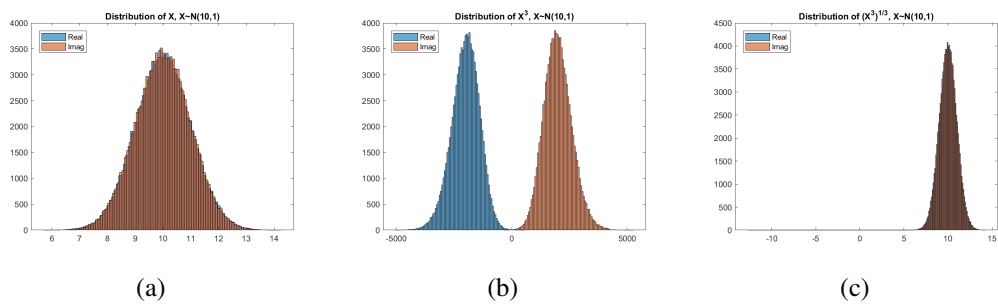 Distribution of X, X~N(10,1)
4000
3500
3000
2500
2000
1500
1000
500
0
6 7 8 9 10 11 12 13 14
Real
Imag
(a)
Distribution of X³, X~N(10,1)
4000
3500
3000
2500
2000
1500
1000
500
0
-5000 0 5000
Real
Imag
(b)
Distribution of (X³)^1/3, X~N(10,1)
4500
4000
3500
3000
2500
2000
1500
1000
500
0
-10 -5 0 5 10 15
Real
Imag
(c)